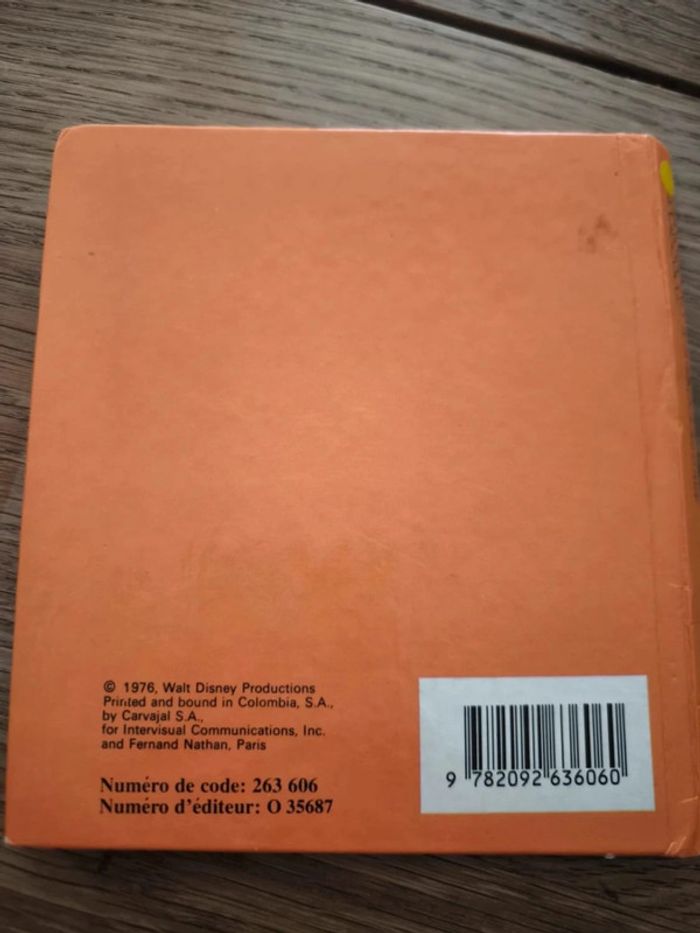 © 1976, Walt Disney Productions
Printed and bound in Colombia, S.A.,
by Carvajal S.A.,
for Intervisual Communications, Inc.
and Fernand Nathan, Paris
Numéro de code: 263 606
Numéro d'éditeur: O 35687
9 782092 636060